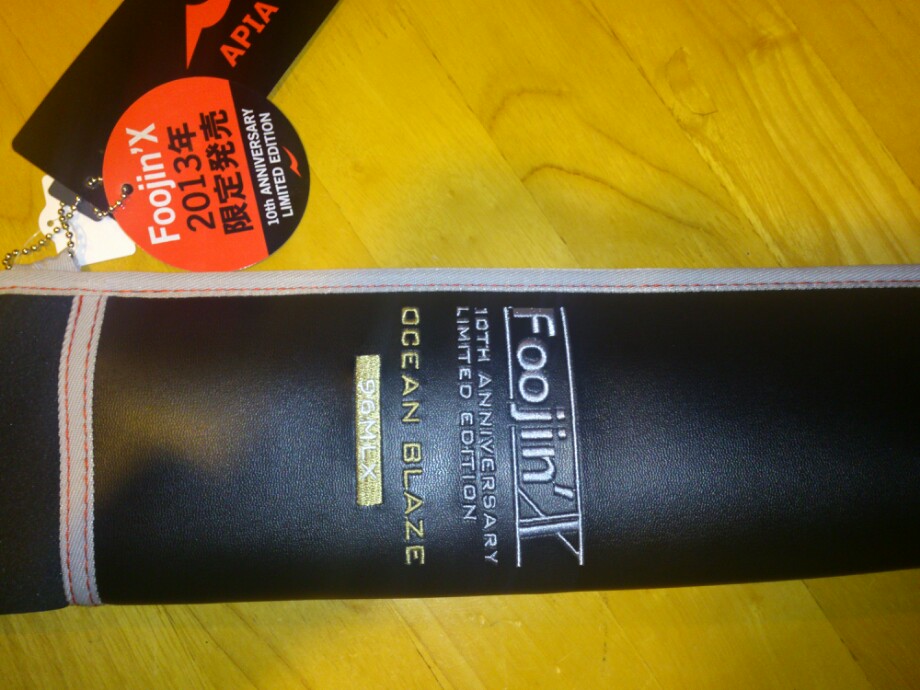 APIA
Foojin'X
2013年
限定発売
10th ANNIVERSARY
LIMITED EDITION
Foojin'X
10TH ANNIVERSARY
LIMITED EDITION
OCEAN BLAZE
96MLX